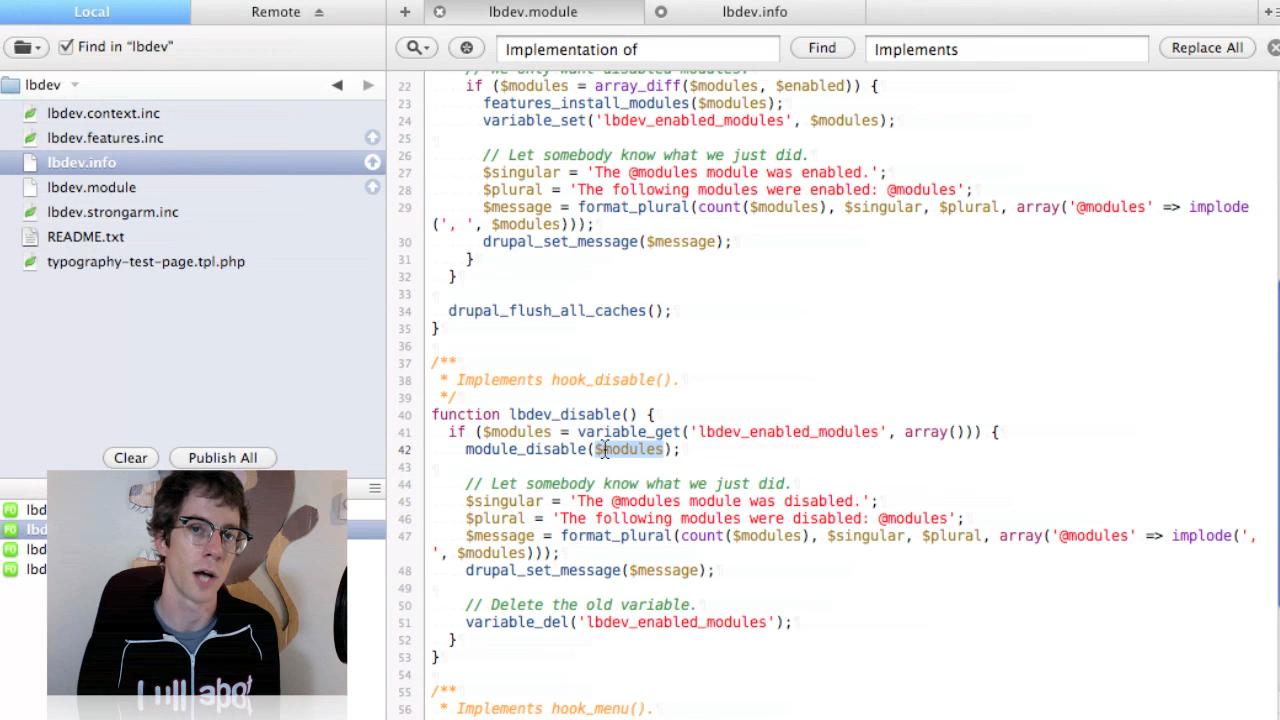 Local
Remote
lbdev.module
lbdev.info
Find in “lbdev”
Implementation of
Find
Implements
Replace All
lbdev
lbdev.context.inc
lbdev.features.inc
lbdev.info
lbdev.module
lbdev.strongarm.inc
README.txt
typography-test-page.tpl.php
Clear
Publish All
lbd
lbd
lbd
lbd
// We only want disabled modules.
22 if ($modules = array_diff($modules, $enabled)) {
23 features_install_modules($modules);
24 variable_set('lbdev_enabled_modules', $modules);
25
26 // Let somebody know what we just did.
27 $singular = 'The @modules module was enabled.';
28 $plural = 'The following modules were enabled: @modules';
29 $message = format_plural(count($modules), $singular, $plural, array('@modules' => implode
(', ', $modules)));
30 drupal_set_message($message);
31 }
32 }
33
34 drupal_flush_all_caches();
35 }
36
37 /**
38 * Implements hook_disable().
39 */
40 function lbdev_disable() {
41 if ($modules = variable_get('lbdev_enabled_modules', array())) {
42 module_disable($modules);
43
44 // Let somebody know what we just did.
45 $singular = 'The @modules module was disabled.';
46 $plural = 'The following modules were disabled: @modules';
47 $message = format_plural(count($modules), $singular, $plural, array('@modules' => implode(',
', $modules)));
48 drupal_set_message($message);
49
50 // Delete the old variable.
51 variable_del('lbdev_enabled_modules');
52 }
53 }
54
55 /**
56 * Implements hook_menu().